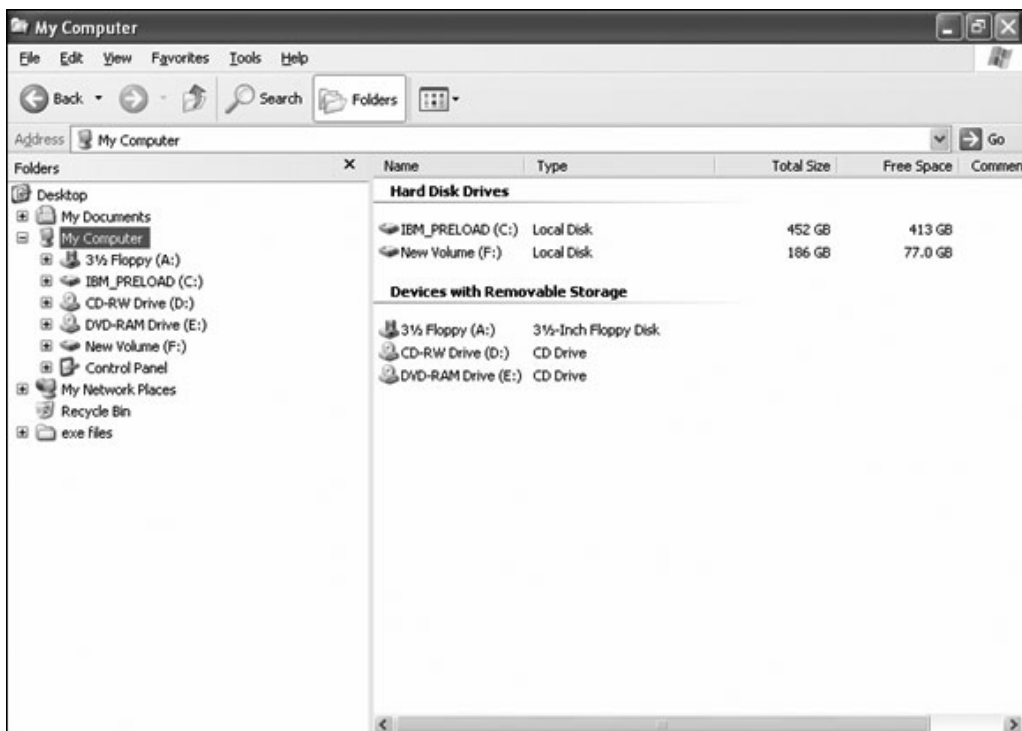 My Computer
File Edit View Favorites Tools Help
Back Search Folders
Address My Computer Go
Folders x Name Type Total Size Free Space Commen
Desktop
My Documents
My Computer
3½ Floppy (A:)
IBM_PRELOAD (C:)
CD-RW Drive (D:)
DVD-RAM Drive (E:)
New Volume (F:)
Control Panel
My Network Places
Recycle Bin
exe files
Hard Disk Drives
IBM_PRELOAD (C:) Local Disk 452 GB 413 GB
New Volume (F:) Local Disk 186 GB 77.0 GB
Devices with Removable Storage
3½ Floppy (A:) 3½-Inch Floppy Disk
CD-RW Drive (D:) CD Drive
DVD-RAM Drive (E:) CD Drive